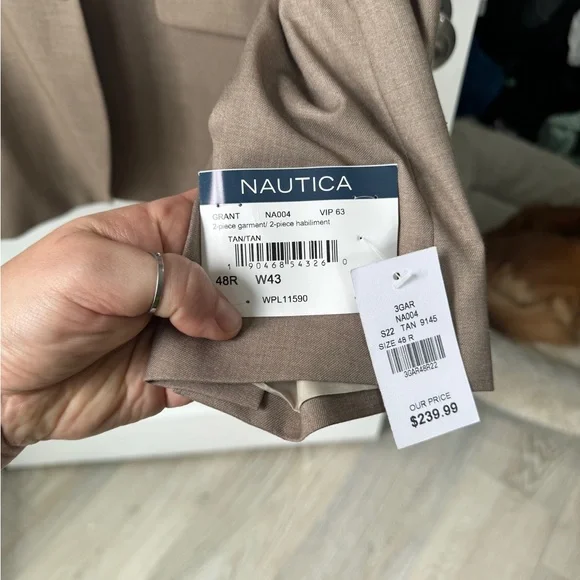 NAUTICA
GRANT NA004 VIP 63
2-piece garment/ 2-piece habiliment
TAN/TAN
1 90468 54326 0
48R W43
WPL11590
3GAR
NA004
S22 TAN 9145
SIZE 48 R
3GAR48R22
OUR PRICE
$239.99